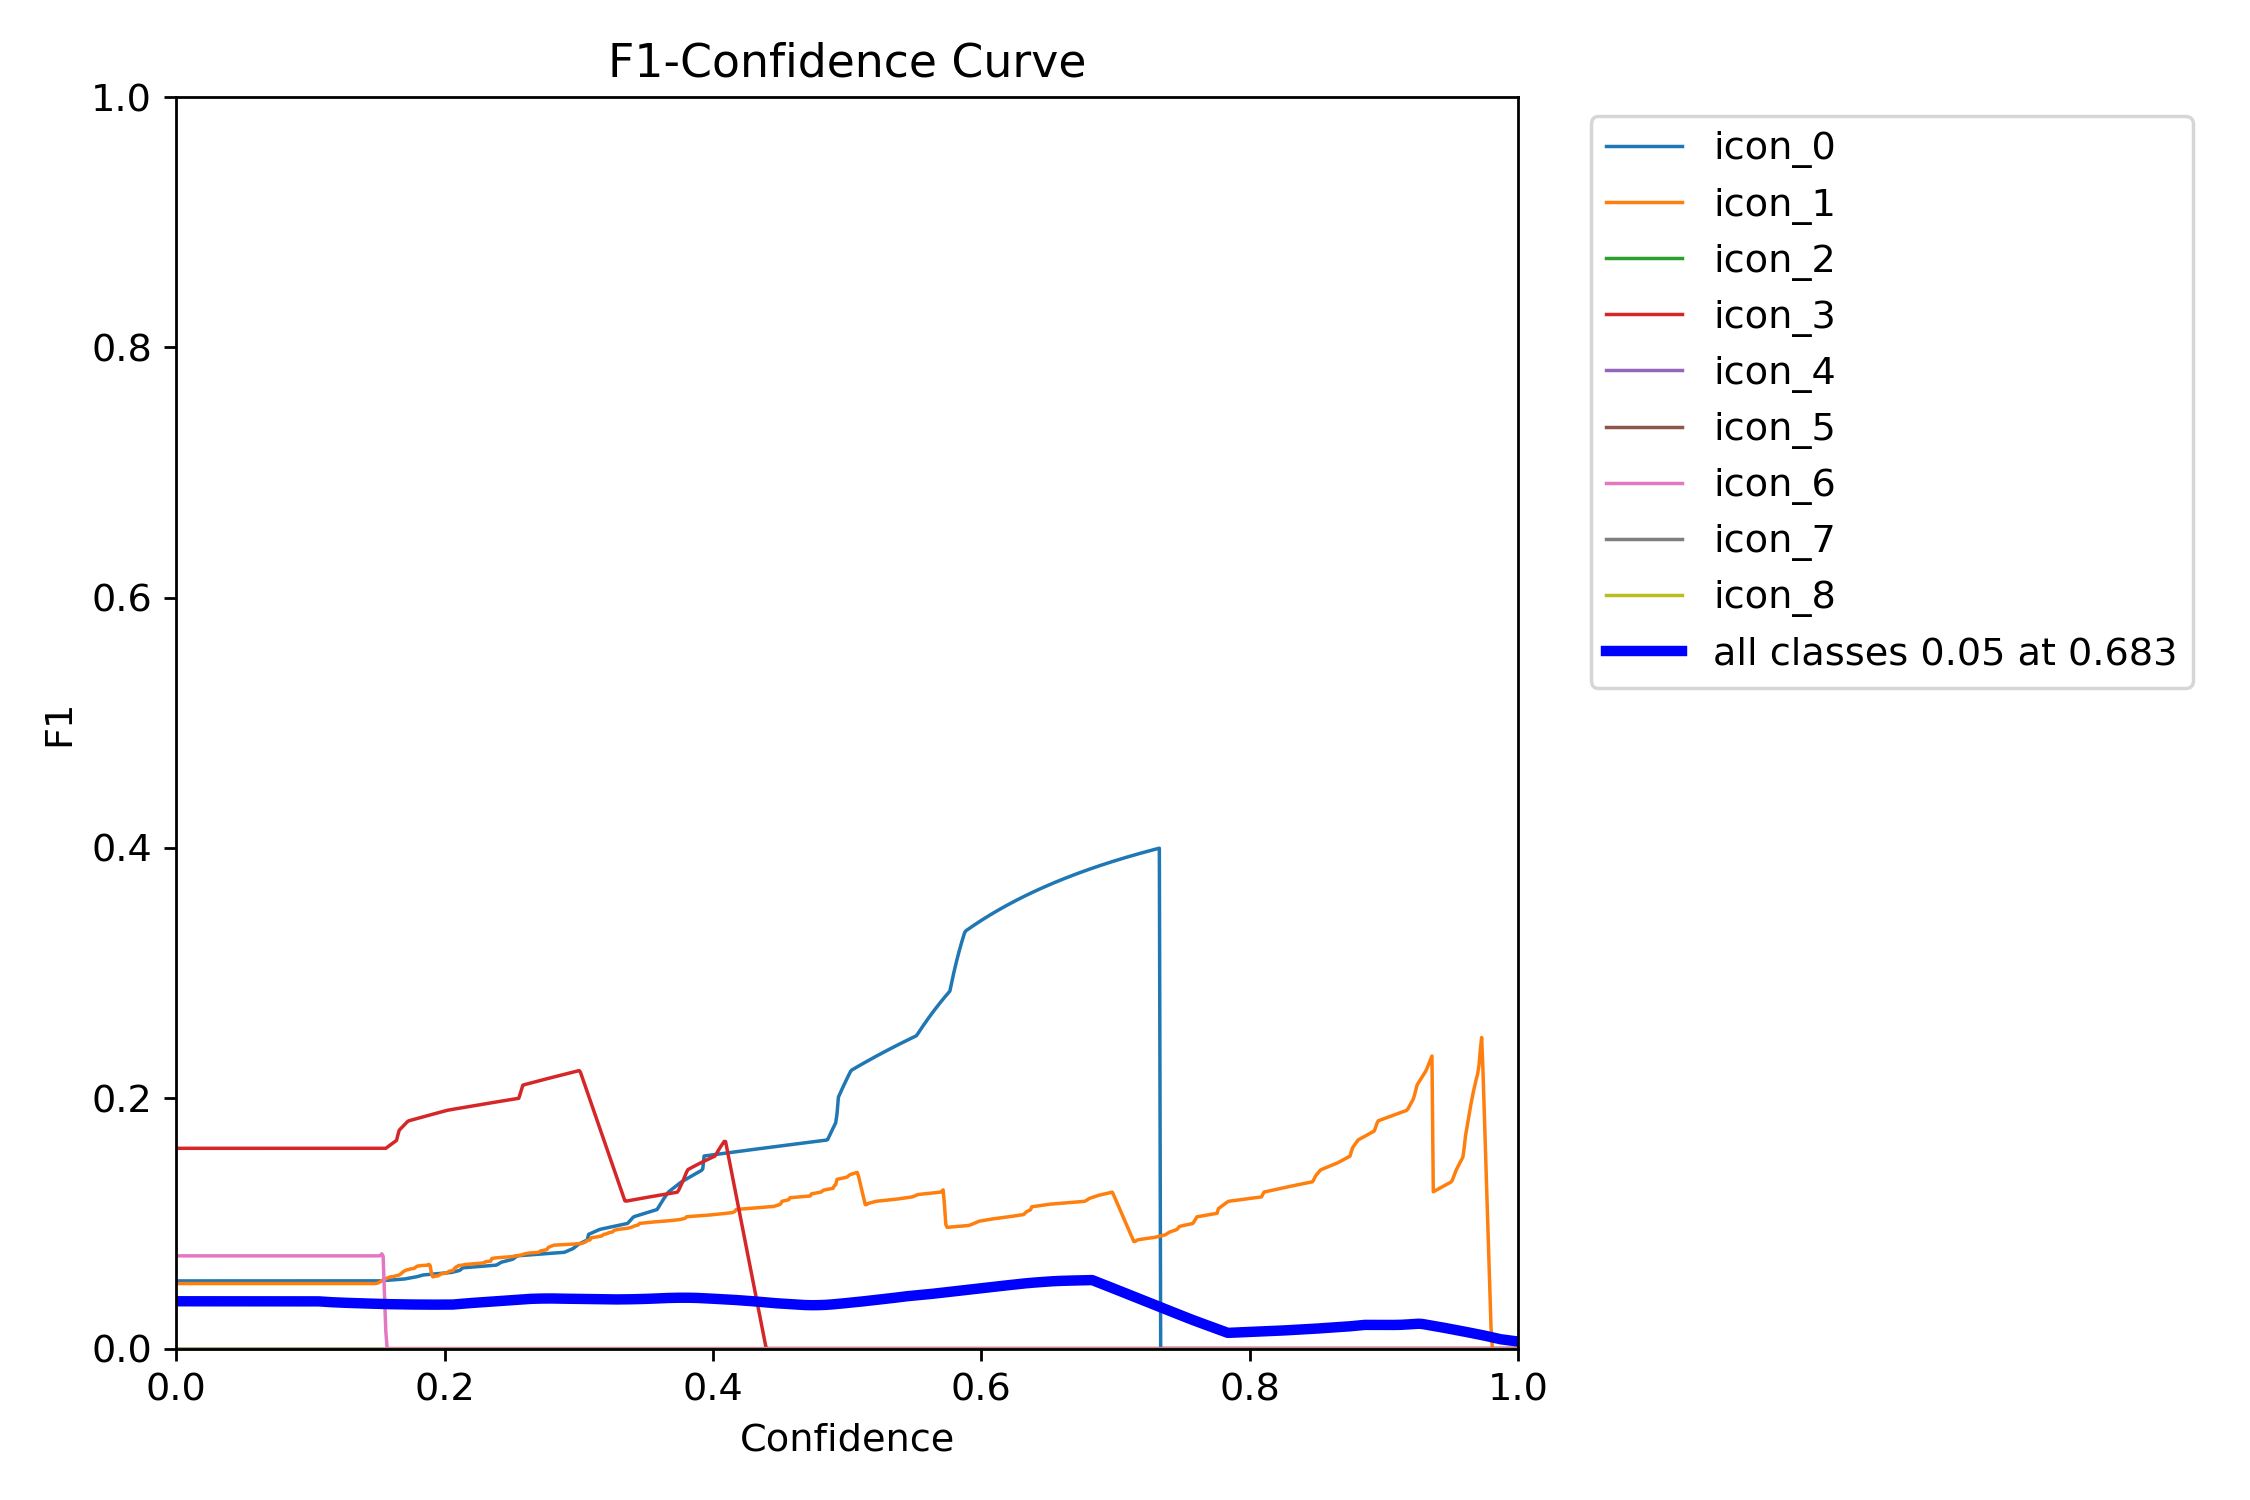 F1-Confidence Curve
1.0
0.8
0.6
0.4
0.2
0.0
F1
0.0 0.2 0.4 0.6 0.8 1.0
Confidence
icon_0
icon_1
icon_2
icon_3
icon_4
icon_5
icon_6
icon_7
icon_8
all classes 0.05 at 0.683